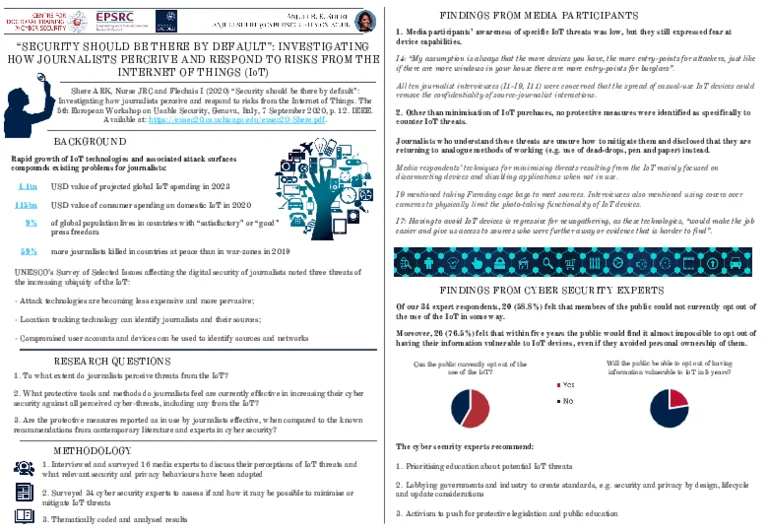 CENTRE FOR
DOCTORAL TRAINING
IN CYBER SECURITY
EPSRC
"SECURITY SHOULD BE THERE BY DEFAULT": INVESTIGATING
HOW JOURNALISTS PERCEIVE AND RESPOND TO RISKS FROM THE
INTERNET OF THINGS (IoT)
Shere ARK, Nurse JRC and Flechais I (2020) "Security should be there by default":
Investigating how journalists perceive and respond to risks from the Internet of Things. The
5th European Workshop on Usable Security, Genova, Italy, 7 September 2020, p. 12. IEEE.
Available at: https://eusec20.cs.uchicago.edu/eusec20-Shere.pdf.
BACKGROUND
Rapid growth of IoT technologies and associated attack surfaces
compounds existing problems for journalists:
1.1tn USD value of projected global IoT spending in 2023
115bn USD value of consumer spending on domestic IoT in 2020
9% of global population lives in countries with "satisfactory" or "good"
press freedom
59% more journalists killed in countries at peace than in war-zones in 2019
UNESCO's Survey of Selected Issues affecting the digital security of journalists noted three threats of
the increasing ubiquity of the IoT:
- Attack technologies are becoming less expensive and more pervasive;
- Location tracking technology can identify journalists and their sources;
- Compromised user accounts and devices can be used to identify sources and networks
RESEARCH QUESTIONS
1. To what extent do journalists perceive threats from the IoT?
2. What protective tools and methods do journalists feel are currently effective in increasing their cyber
security against all perceived cyber-threats, including any from the IoT?
3. Are the protective measures reported as in use by journalists effective, when compared to the known
recommendations from contemporary literature and experts in cyber security?
METHODOLOGY
1. Interviewed and surveyed 16 media experts to discuss their perceptions of IoT threats and
what relevant security and privacy behaviours have been adopted
2. Surveyed 34 cyber security experts to assess if and how it may be possible to minimise or
mitigate IoT threats
3. Thematically coded and analysed results
FINDINGS FROM MEDIA PARTICIPANTS
1. Media participants' awareness of specific IoT threats was low, but they still expressed fear at
device capabilities.
I4: "My assumption is always that the more devices you have, the more entry-points for attackers, just like
if there are more windows in your house there are more entry-points for burglars".
All ten journalist interviewees (I1-I9, I11) were concerned that the spread of casual-use IoT devices could
remove the confidentiality of source-journalist interactions.
2. Other than minimisation of IoT purchases, no protective measures were identified as specifically to
counter IoT threats.
Journalists who understand these threats are unsure how to mitigate them and disclosed that they are
returning to analogue methods of working (e.g. use of dead-drops, pen and paper) instead.
Media respondents' techniques for minimising threats resulting from the IoT mainly focused on
disconnecting devices and disabling applications when not in use.
I9 mentioned taking Faraday cage bags to meet sources. Interviewees also mentioned using covers over
cameras to physically limit the photo-taking functionality of IoT devices.
I7: Having to avoid IoT devices is regressive for newsgathering, as these technologies, "would make the job
easier and give us access to sources who were further away or evidence that is harder to find".
FINDINGS FROM CYBER SECURITY EXPERTS
Of our 34 expert respondents, 20 (58.8%) felt that members of the public could not currently opt out of
the use of the IoT in some way.
Moreover, 26 (76.5%) felt that within five years the public would find it almost impossible to opt out of
having their information vulnerable to IoT devices, even if they avoided personal ownership of them.
Can the public currently opt out of the
use of the IoT?
Will the public be able to opt out of having
information vulnerable to IoT in 5 years?
Yes
No
The cyber security experts recommend:
1. Prioritising education about potential IoT threats
2. Lobbying governments and industry to create standards, e.g. security and privacy by design, lifecycle
and update considerations
3. Activism to push for protective legislation and public education